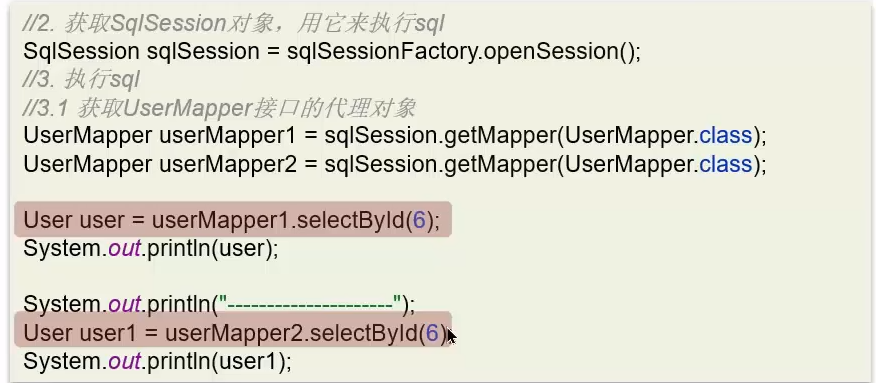 //2. 获取SqlSession对象，用它来执行sql
SqlSession sqlSession = sqlSessionFactory.openSession();
//3. 执行sql
//3.1 获取UserMapper接口的代理对象
UserMapper userMapper1 = sqlSession.getMapper(UserMapper.class);
UserMapper userMapper2 = sqlSession.getMapper(UserMapper.class);
User user = userMapper1.selectById(6);
System.out.println(user);
System.out.println("---------------------");
User user1 = userMapper2.selectById(6)
System.out.println(user1);